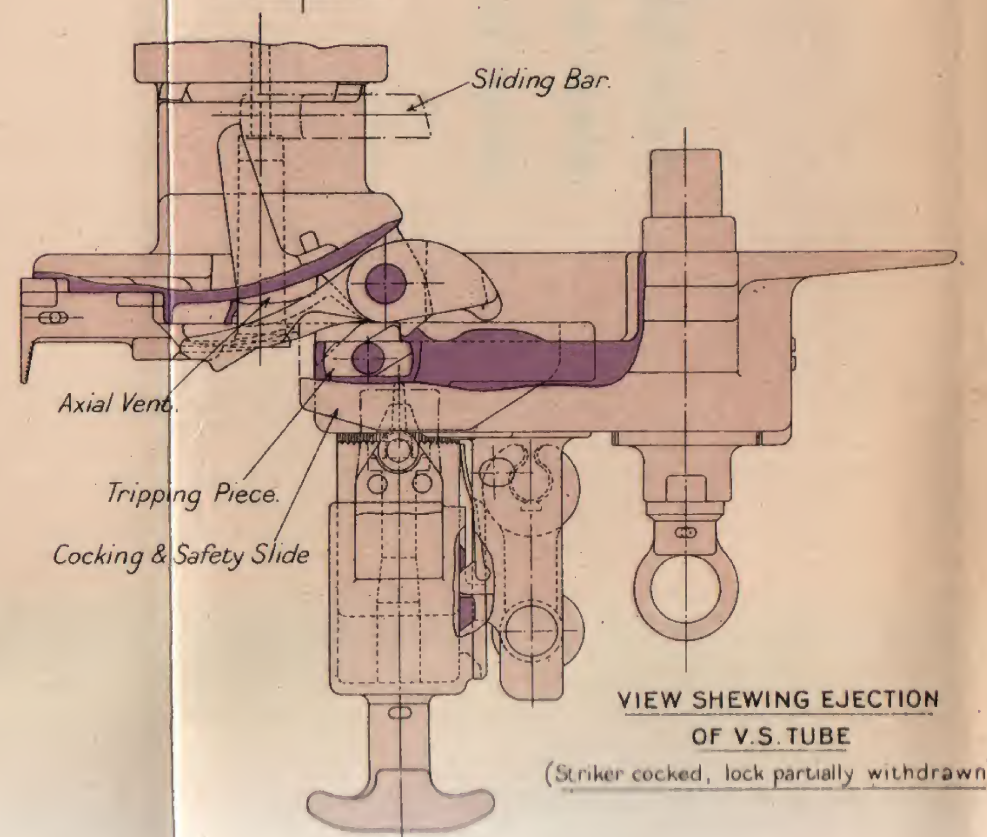 Sliding Bar.
Axial Vent.
Tripping Piece.
Cocking & Safety Slide
VIEW SHEWING EJECTION
OF V.S. TUBE
(Striker cocked, lock partially withdrawn